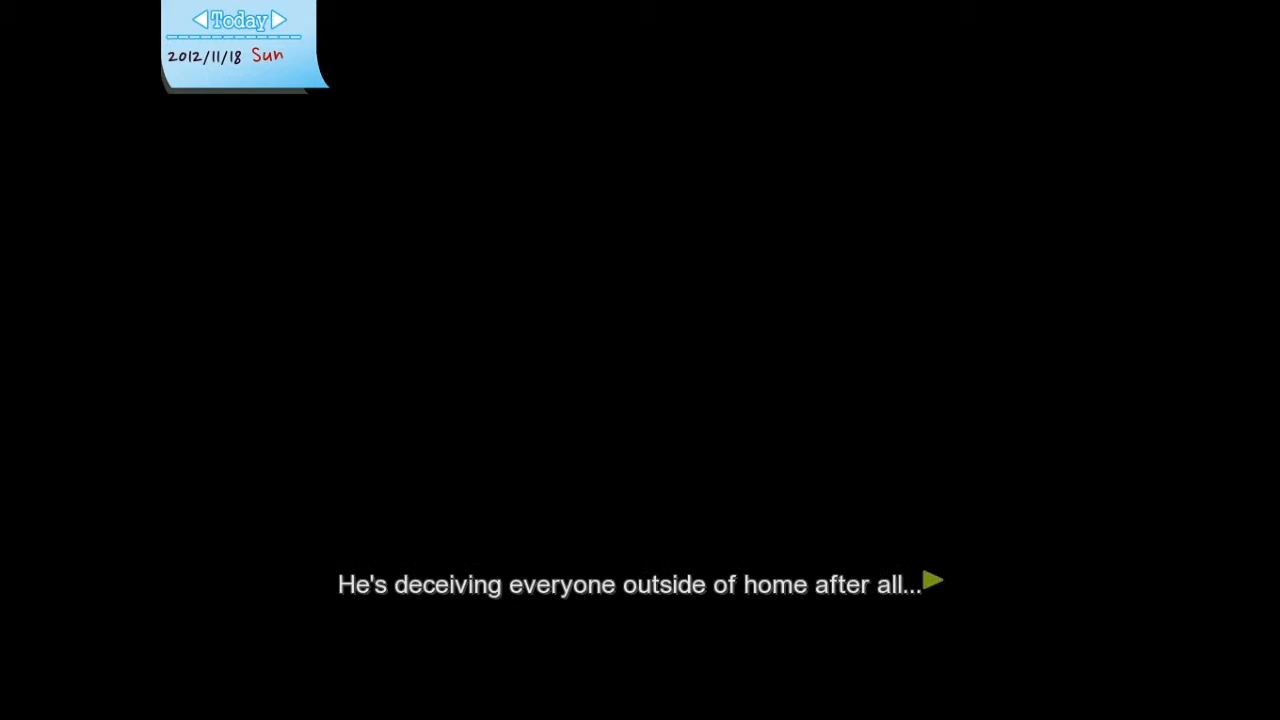 Today
2012/11/18 Sun
He's deceiving everyone outside of home after all...